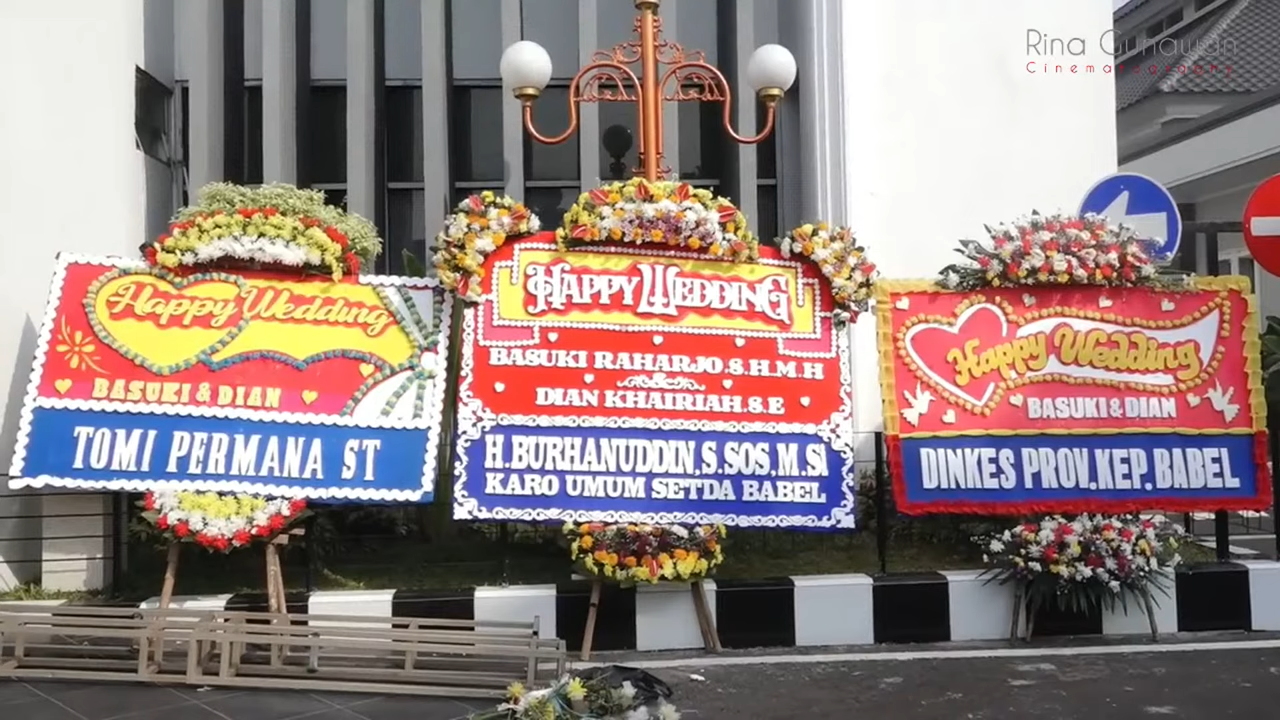 Rina Gunawan
Cinematography
Happy Wedding
BASUKI & DIAN
TOMI PERMANA ST
HAPPY WEDDING
BASUKI RAHARJO.S.H.M.H
&
DIAN KHAIRIAH.S.E
H.BURHANUDDIN,S.SOS,M.Si
KARO UMUM SETDA BABEL
Happy Wedding
BASUKI & DIAN
DINKES PROV.KEP.BABEL